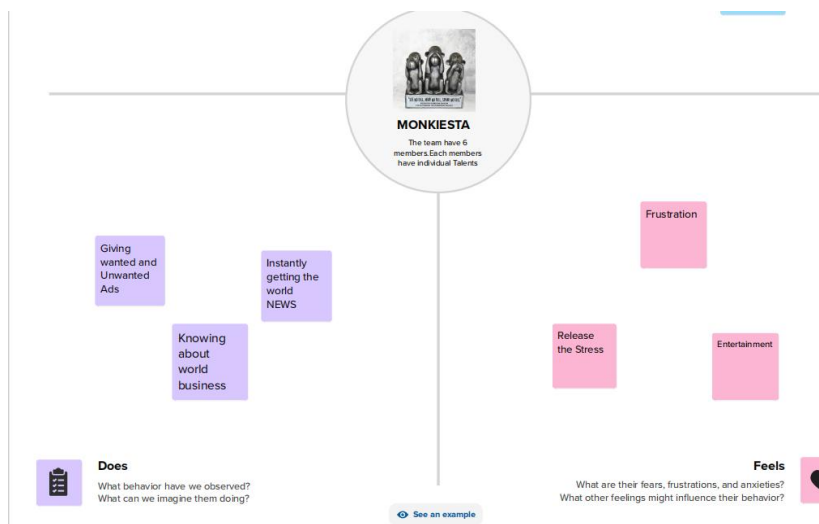 MONKIESTA
The team have 6
members.Each members
have individual Talents
Giving
wanted and
Unwanted
Ads
Instantly
getting the
world
NEWS
Knowing
about
world
business
Frustration
Release
the Stress
Entertainment
Does
What behavior have we observed?
What can we imagine them doing?
Feels
What are their fears, frustrations, and anxieties?
What other feelings might influence their behavior?
See an example